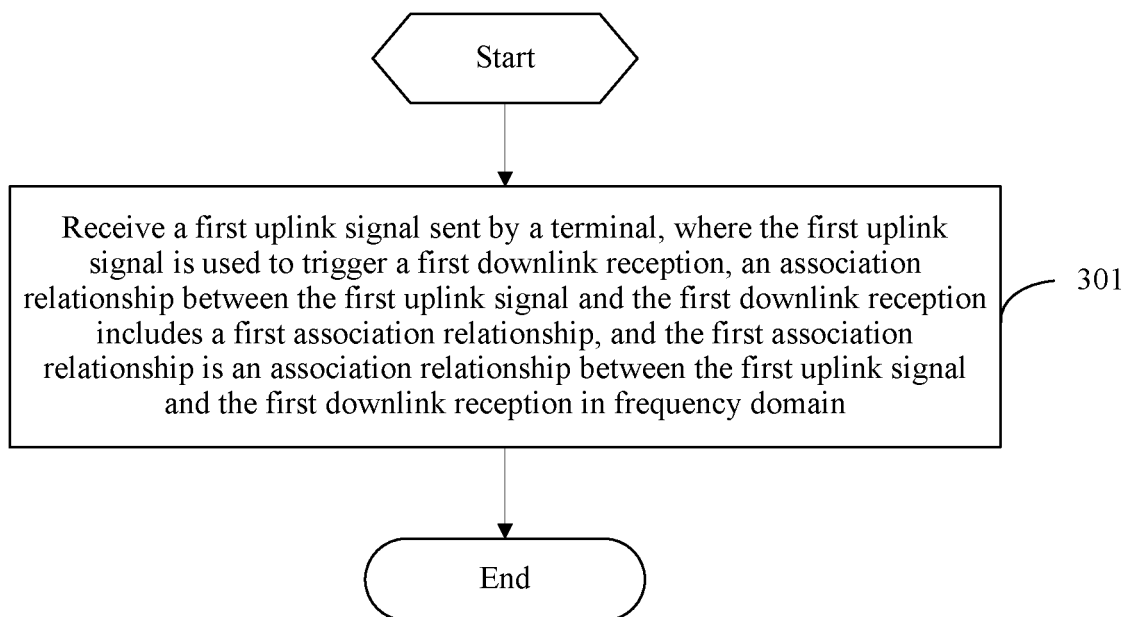 Start
Receive a first uplink signal sent by a terminal, where the first uplink
signal is used to trigger a first downlink reception, an association
relationship between the first uplink signal and the first downlink reception
includes a first association relationship, and the first association
relationship is an association relationship between the first uplink signal
and the first downlink reception in frequency domain
301
End